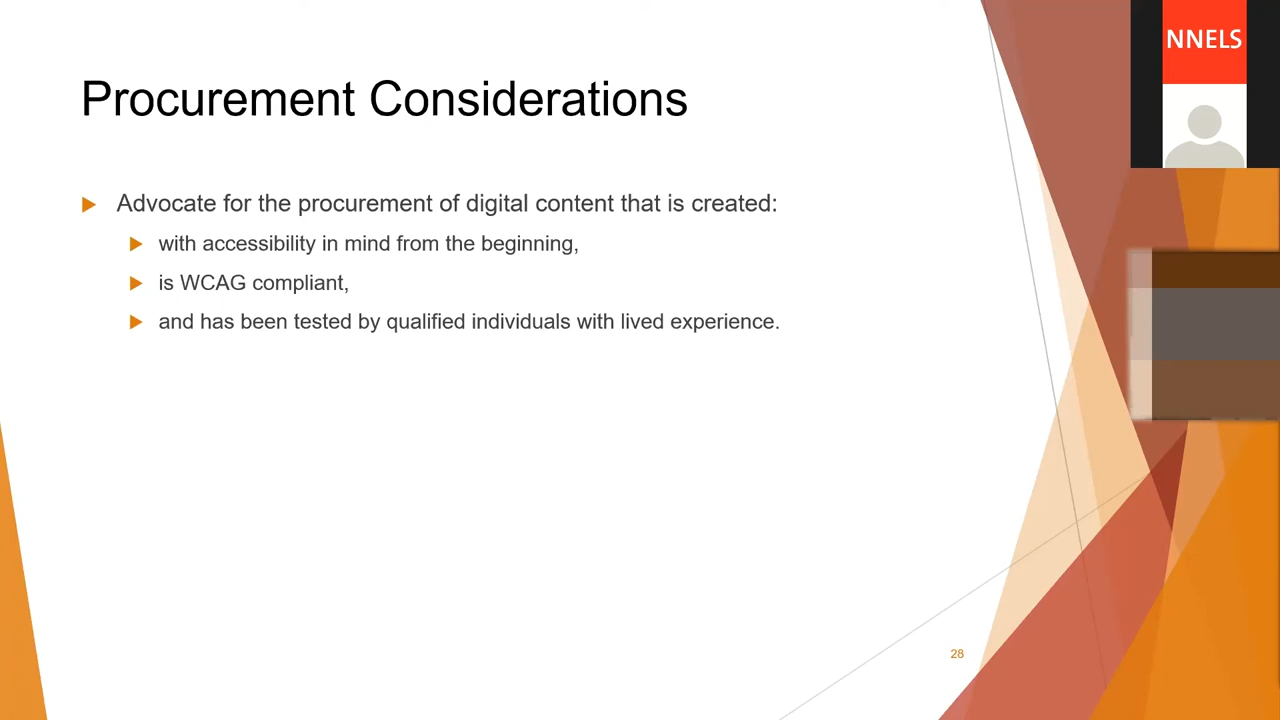 NNELS
Procurement Considerations
Advocate for the procurement of digital content that is created:
with accessibility in mind from the beginning,
is WCAG compliant,
and has been tested by qualified individuals with lived experience.
28